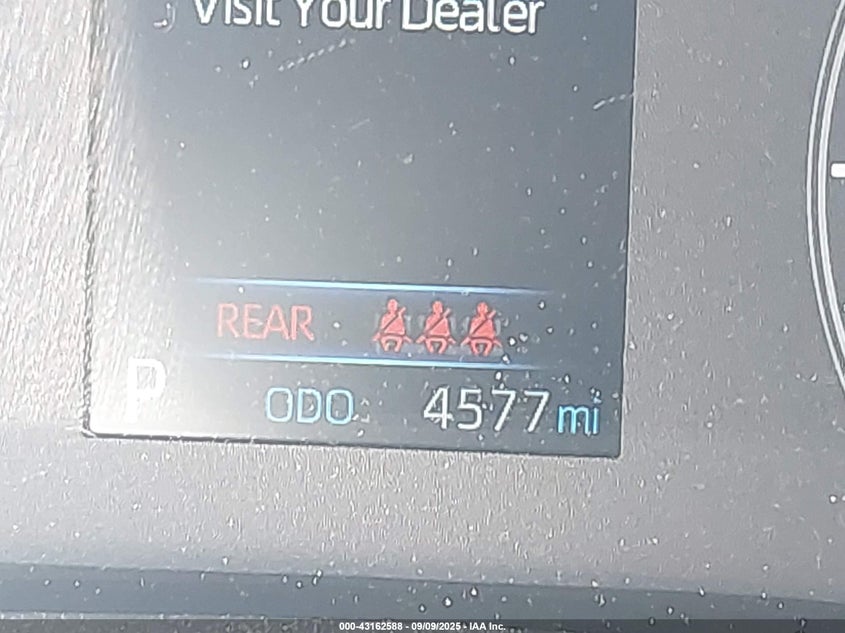 Visit Your Dealer
REAR
P
ODO 4577 mi
000-43162588 - 09/09/2025 - IAA Inc.